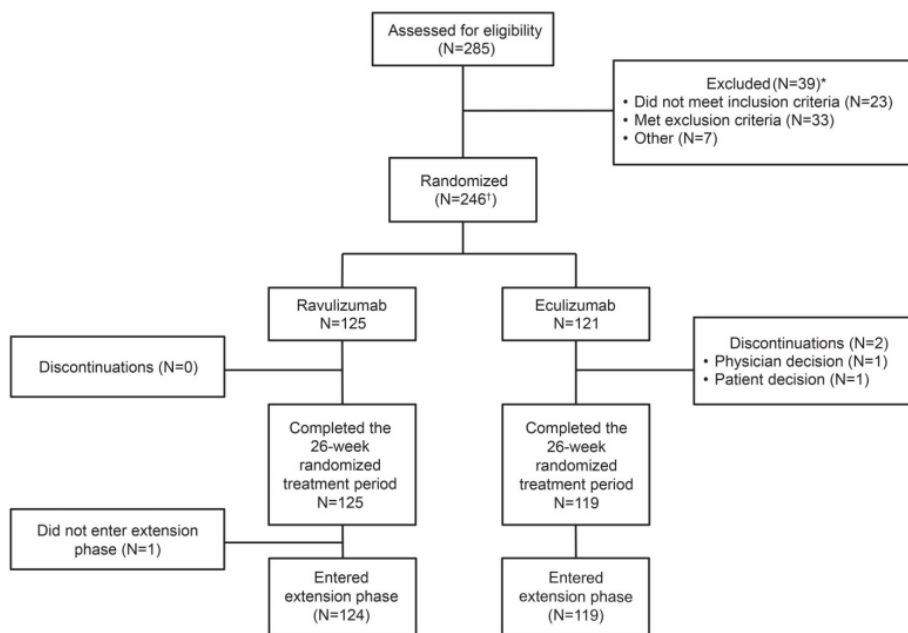 Assessed for eligibility
(N=285)
Excluded (N=39)*
• Did not meet inclusion criteria (N=23)
• Met exclusion criteria (N=33)
• Other (N=7)
Randomized
(N=246†)
Ravulizumab
N=125
Eculizumab
N=121
Discontinuations (N=0)
Discontinuations (N=2)
• Physician decision (N=1)
• Patient decision (N=1)
Completed the
26-week
randomized
treatment period
N=125
Completed the
26-week
randomized
treatment period
N=119
Did not enter extension
phase (N=1)
Entered
extension phase
(N=124)
Entered
extension phase
(N=119)